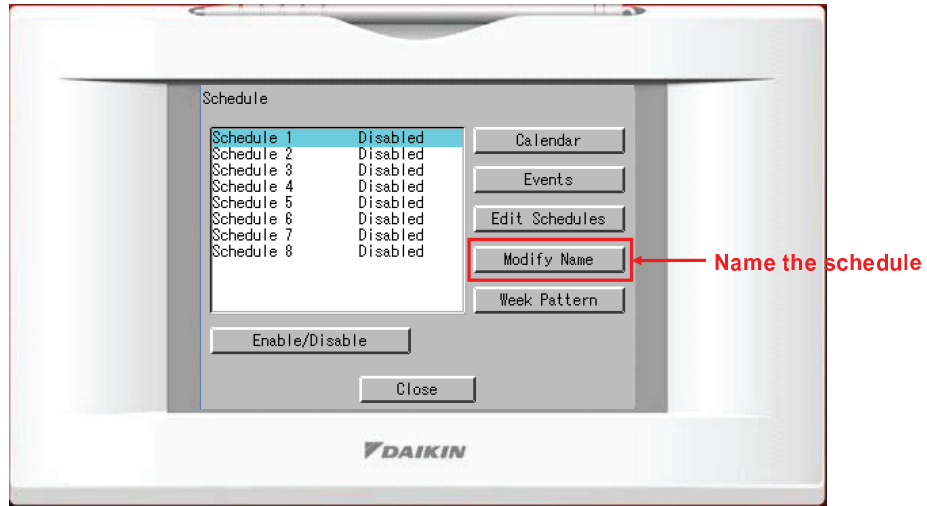 Schedule
Schedule 1 Disabled
Schedule 2 Disabled
Schedule 3 Disabled
Schedule 4 Disabled
Schedule 5 Disabled
Schedule 6 Disabled
Schedule 7 Disabled
Schedule 8 Disabled
Calendar
Events
Edit Schedules
Modify Name
Name the schedule
Week Pattern
Enable/Disable
Close
DAIKIN